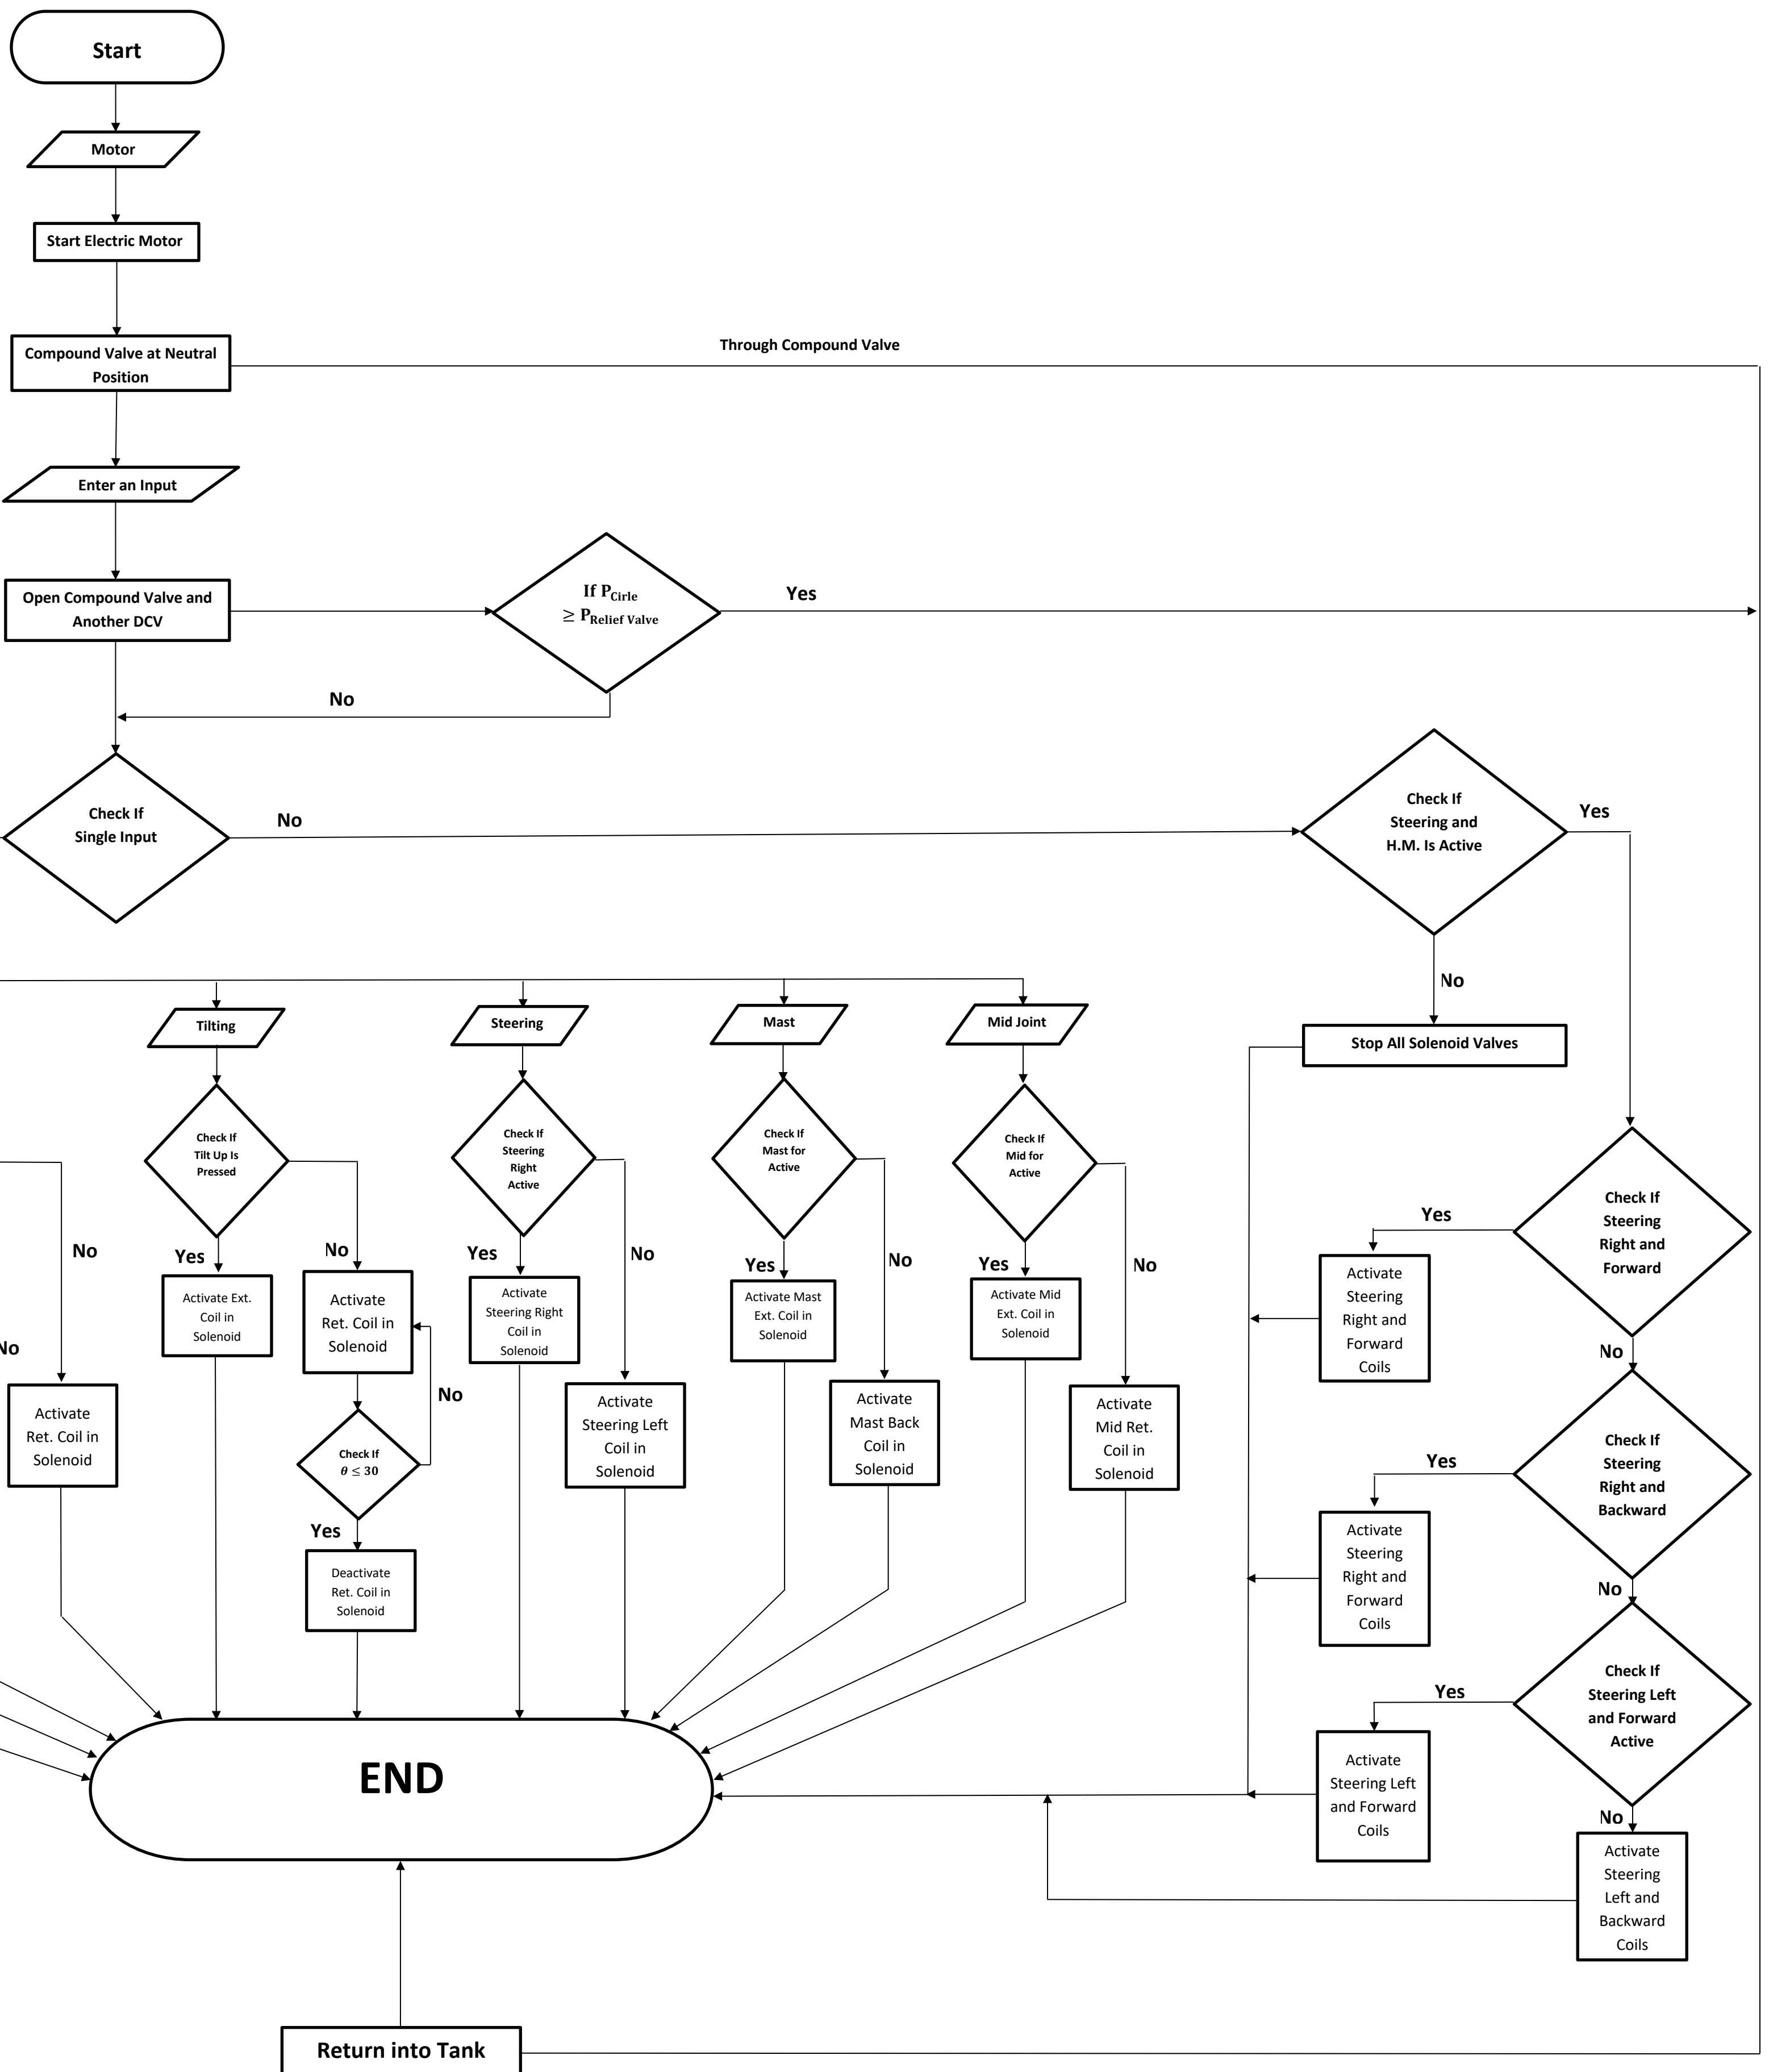 Start
Motor
Start Electric Motor
Compound Valve at Neutral
Position
Through Compound Valve
Enter an Input
Open Compound Valve and
Another DCV
If P_Cirle
≥ P_Relief Valve
Yes
No
Check If
Single Input
No
Check If
Steering and
H.M. Is Active
Yes
No
Stop All Solenoid Valves
Tilting
Steering
Mast
Mid Joint
Check If
Tilt Up Is
Pressed
Check If
Steering
Right
Active
Check If
Mast for
Active
Check If
Mid for
Active
No
Yes
No
Yes
No
Yes
No
Yes
No
Activate Ext.
Coil in
Solenoid
Activate
Ret. Coil in
Solenoid
Activate
Steering Right
Coil in
Solenoid
Activate Mast
Ext. Coil in
Solenoid
Activate Mid
Ext. Coil in
Solenoid
No
No
Activate
Ret. Coil in
Solenoid
Check If
θ ≤ 30
Yes
Deactivate
Ret. Coil in
Solenoid
Activate
Steering Left
Coil in
Solenoid
Activate
Mast Back
Coil in
Solenoid
Activate
Mid Ret.
Coil in
Solenoid
Check If
Steering
Right and
Forward
Yes
Activate
Steering
Right and
Forward
Coils
No
Check If
Steering
Right and
Backward
Yes
Activate
Steering
Right and
Forward
Coils
No
Check If
Steering Left
and Forward
Active
Yes
Activate
Steering Left
and Forward
Coils
No
Activate
Steering
Left and
Backward
Coils
END
Return into Tank